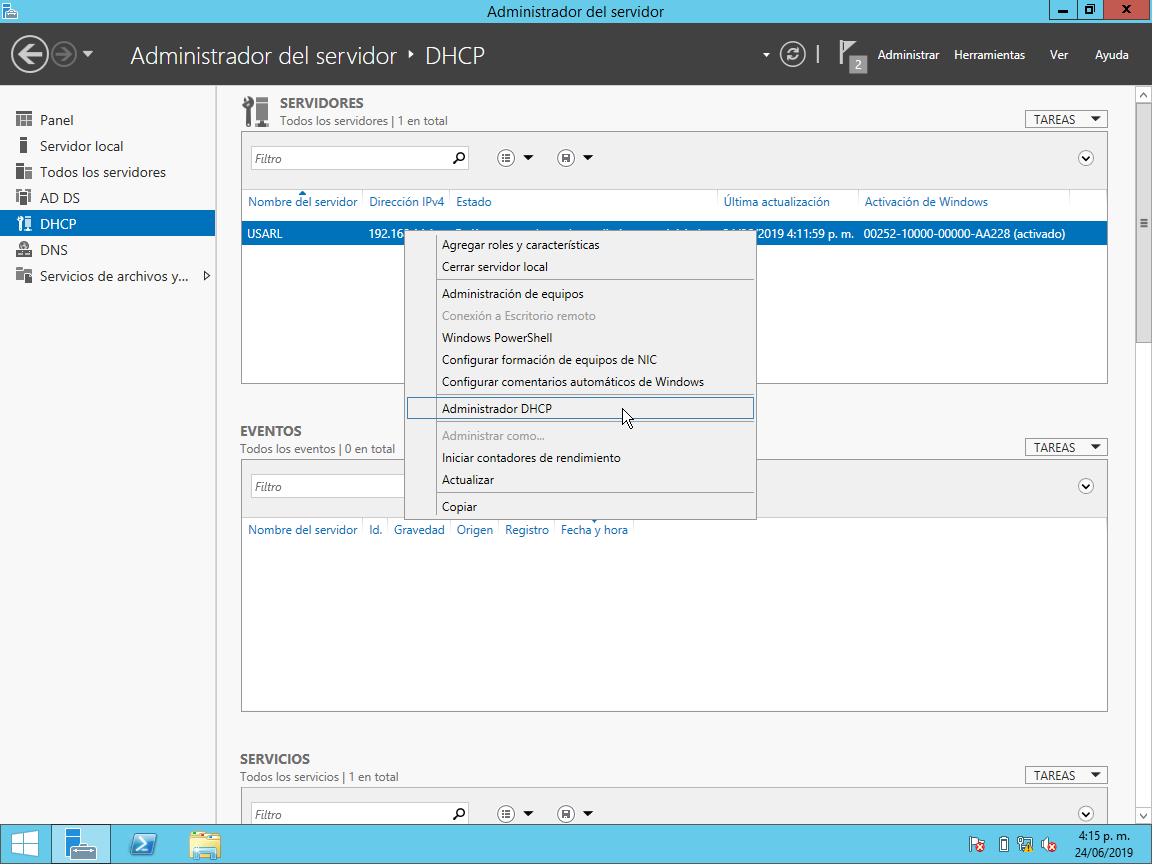 Administrador del servidor
Administrador del servidor DHCP
2
Administrar Herramientas Ver Ayuda
Panel
Servidor local
Todos los servidores
AD DS
DHCP
DNS
Servicios de archivos y...
SERVIDORES
Todos los servidores | 1 en total
TAREAS
Filtro
Nombre del servidor Dirección IPv4 Estado Última actualización Activación de Windows
USARL 4:11:59 p. m. 00252-10000-00000-AA228 (activado)
Agregar roles y características
Cerrar servidor local
Administración de equipos
Conexión a Escritorio remoto
Windows PowerShell
Configurar formación de equipos de NIC
Configurar comentarios automáticos de Windows
Administrador DHCP
Administrar como...
Iniciar contadores de rendimiento
Actualizar
Copiar
EVENTOS
Todos los eventos | 0 en total
TAREAS
Filtro
Nombre del servidor Id. Gravedad Origen Registro Fecha y hora
SERVICIOS
Todos los servicios | 1 en total
TAREAS
Filtro
4:15 p. m.
24/06/2019